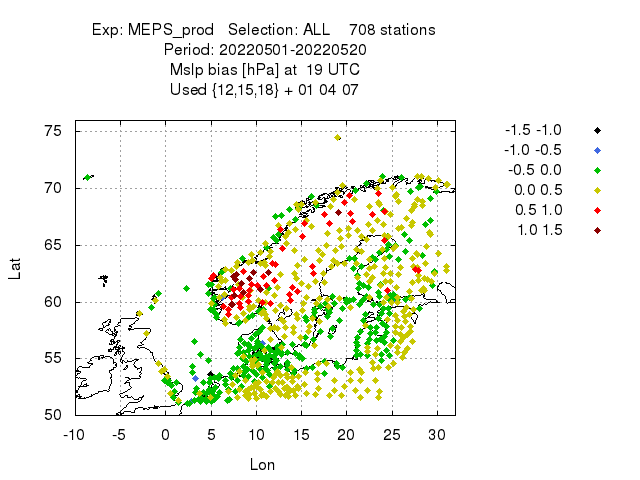 Exp: MEPS_prod   Selection: ALL    708 stations
Period: 20220501-20220520
Mslp bias [hPa] at  19 UTC
Used {12,15,18} + 01 04 07
75
70
65
60
55
50
Lat
-10 -5 0 5 10 15 20 25 30
Lon
-1.5 -1.0
-1.0 -0.5
-0.5 0.0
0.0 0.5
0.5 1.0
1.0 1.5